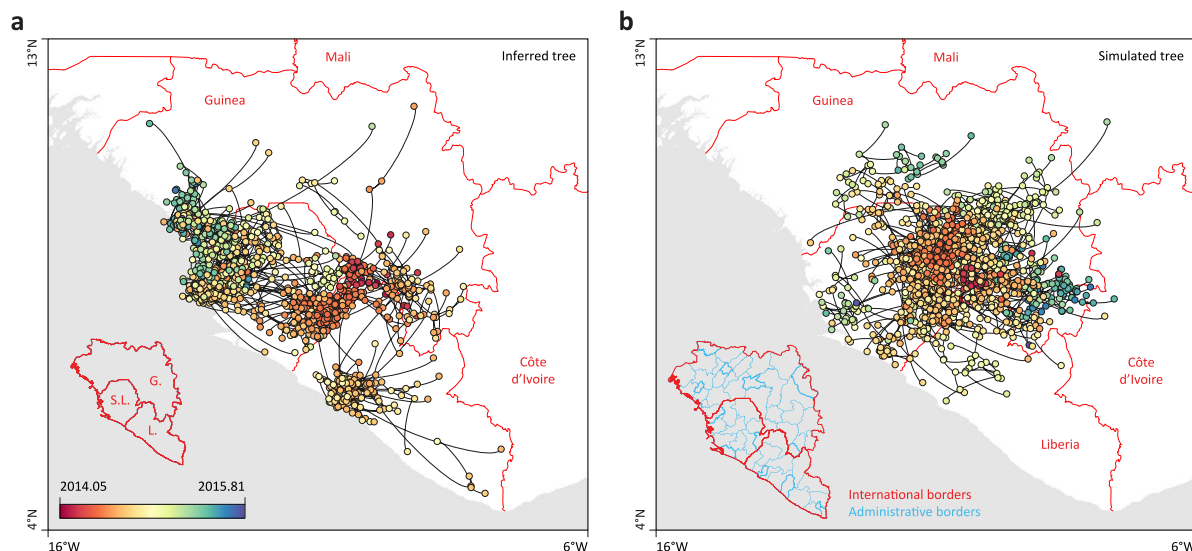 a
Inferred tree
13°N
Mali
Guinea
Côte
d'Ivoire
G.
S.L.
L.
2014.05 2015.81
4°N
16°W 6°W
b
Simulated tree
13°N
Mali
Guinea
Côte
d'Ivoire
Liberia
International borders
Administrative borders
4°N
16°W 6°W